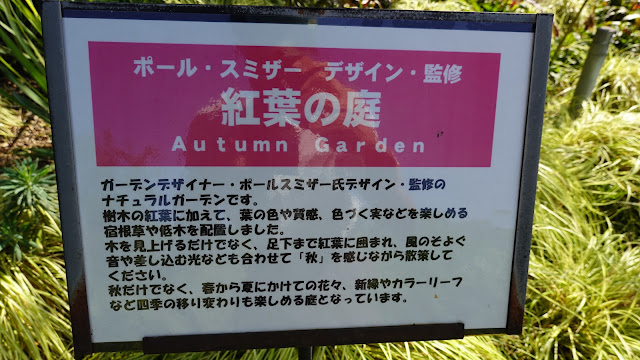 ポール・スミザー　デザイン・監修
紅葉の庭
Autumn Garden
ガーデンデザイナー・ポールスミザー氏デザイン・監修の
ナチュラルガーデンです。
樹木の紅葉に加えて、葉の色や質感、色づく実などを楽しめる
宿根草や低木を配置しました。
木を見上げるだけでなく、足下まで紅葉に囲まれ、風のそよぐ
音や差し込む光なども合わせて「秋」を感じながら散策して
ください。
秋だけでなく、春から夏にかけての花々、新緑やカラーリーフ
など四季の移り変わりも楽しめる庭となっています。